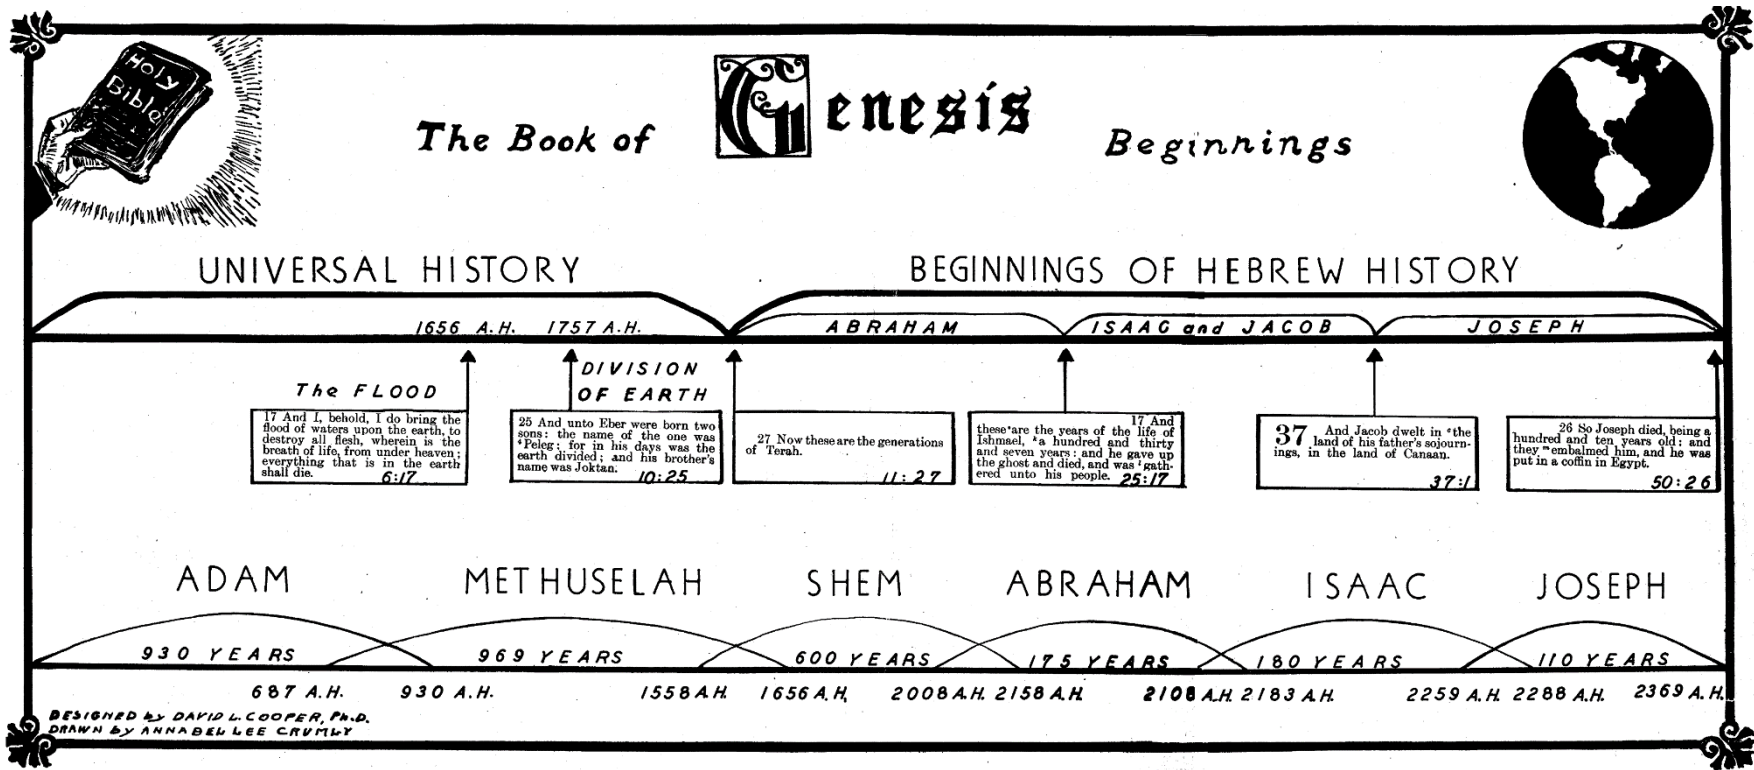 Holy
Bible
The Book of Genesis Beginnings
UNIVERSAL HISTORY
BEGINNINGS OF HEBREW HISTORY
1656 A.H. 1757 A.H.
ABRAHAM
ISAAC and JACOB
JOSEPH
The FLOOD
17 And I, behold, I do bring the
flood of waters upon the earth, to
destroy all flesh, wherein is the
breath of life, from under heaven;
everything that is in the earth
shall die. 6:17
DIVISION
OF EARTH
25 And unto Eber were born two
sons: the name of the one was
Peleg; for in his days was the
earth divided; and his brother's
name was Joktan. 10:25
27 Now these are the generations
of Terah.
11:27
17 And
these are the years of the life of
Ishmael, a hundred and thirty
and seven years: and he gave up
the ghost and died, and was gath-
ered unto his people. 25:17
37 And Jacob dwelt in the
land of his father's sojourn-
ings, in the land of Canaan.
37:1
26 So Joseph died, being a
hundred and ten years old: and
they embalmed him, and he was
put in a coffin in Egypt.
50:26
ADAM METHUSELAH SHEM ABRAHAM ISAAC JOSEPH
930 YEARS 969 YEARS 600 YEARS 175 YEARS 180 YEARS 110 YEARS
687 A.H. 930 A.H. 1558 A.H. 1656 A.H. 2008 A.H. 2158 A.H. 2108 A.H. 2183 A.H. 2259 A.H. 2288 A.H. 2369 A.H.
DESIGNED by DAVID L. COOPER, Ph.D.
DRAWN by ANNABEL LEE CRUMLY